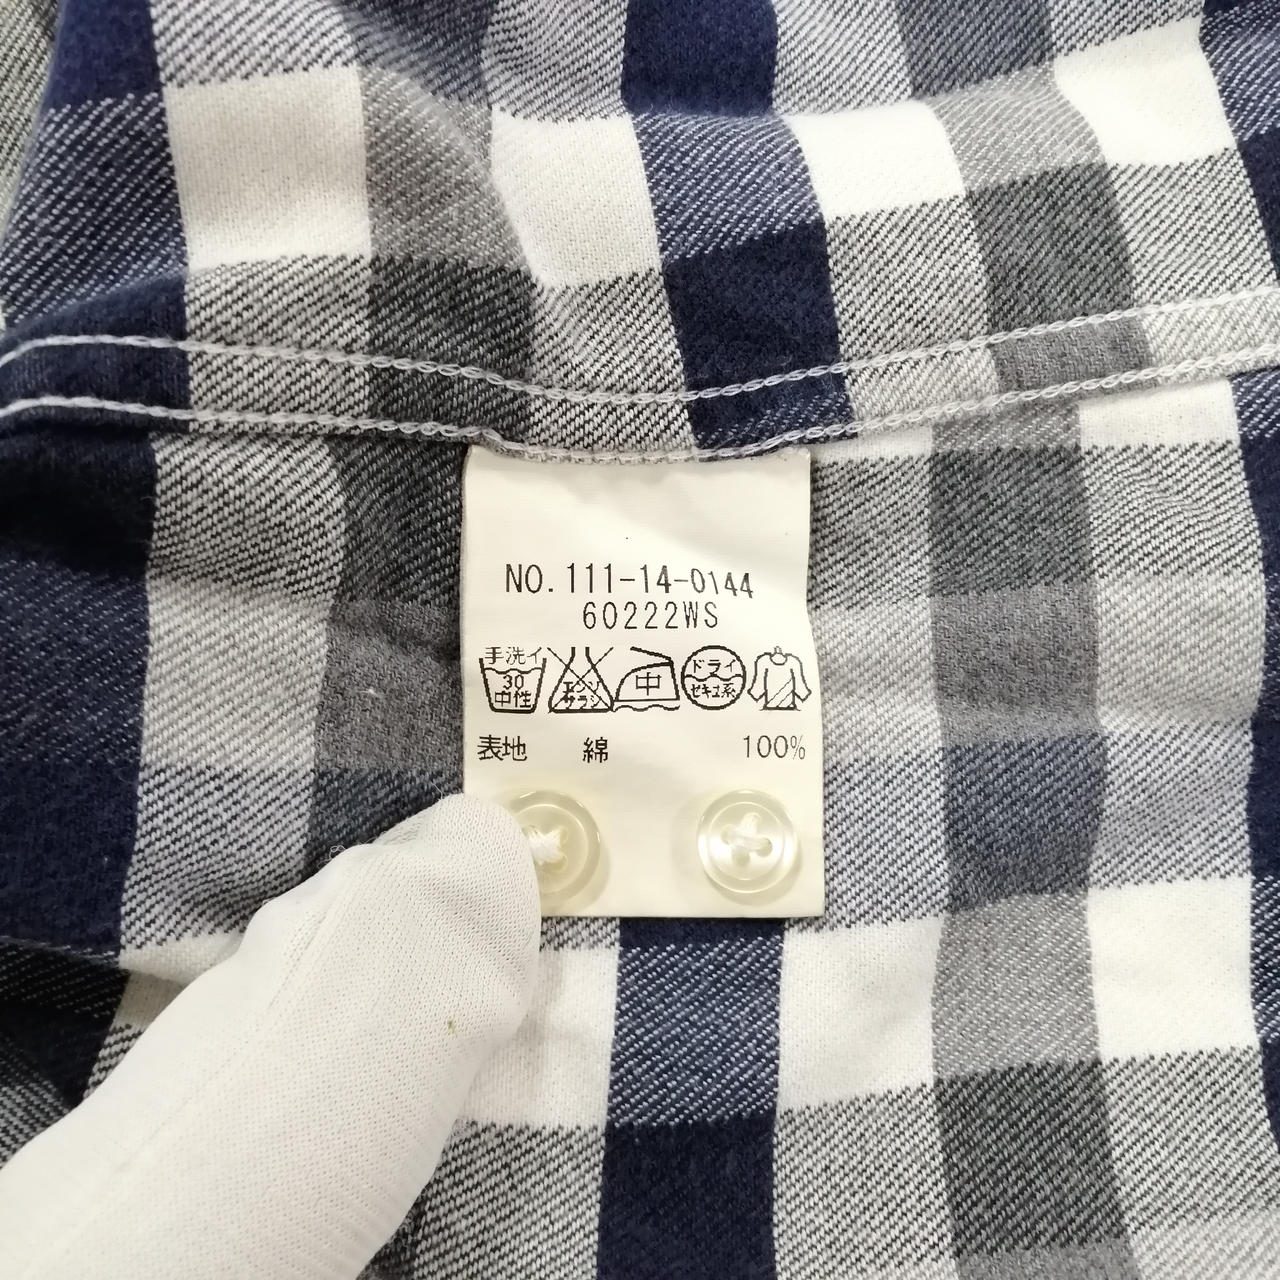 NO. 111-14-0144
60222WS
手洗イ
30
中性
エンソ
サラシ
中
ドライ
セキユ系
表地 綿 100%